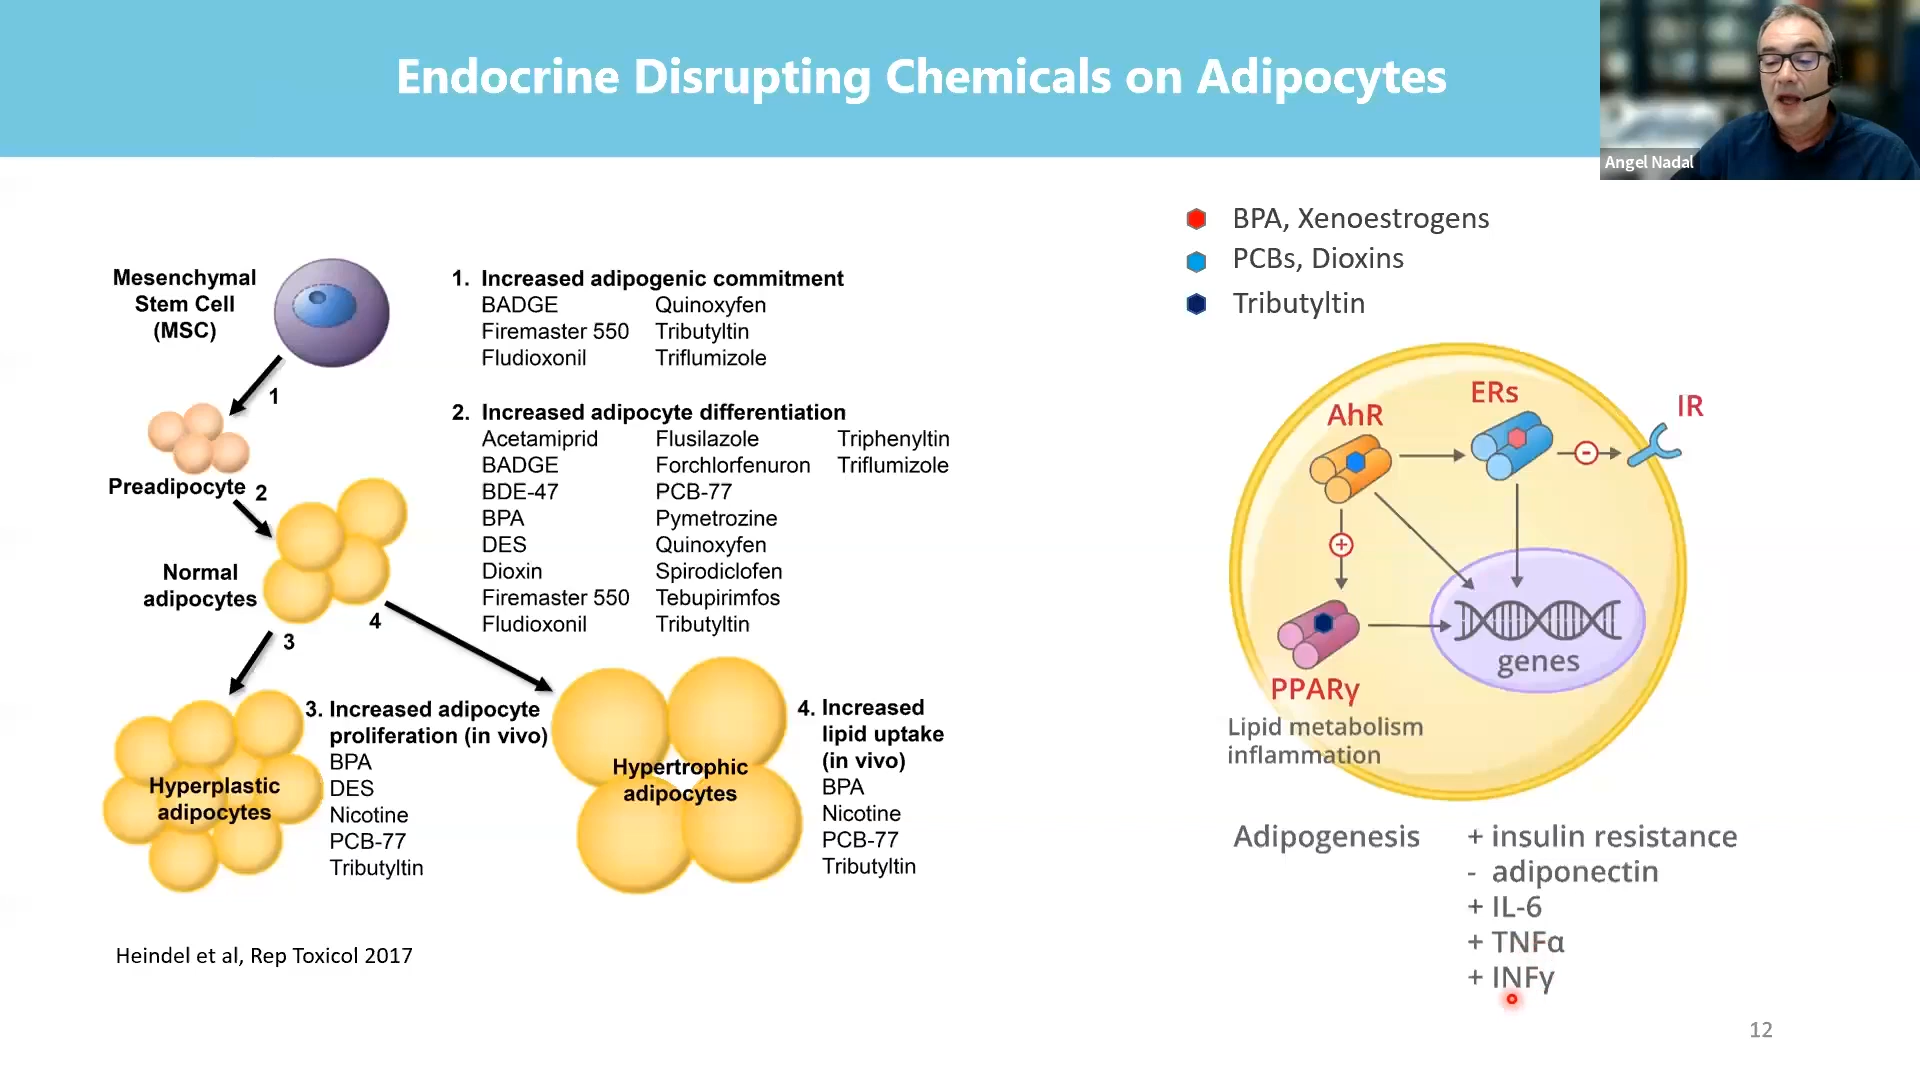 Endocrine Disrupting Chemicals on Adipocytes
Angel Nadal
Mesenchymal
Stem Cell
(MSC)
1
Preadipocyte 2
Normal
adipocytes
4
3
Hyperplastic
adipocytes
Hypertrophic
adipocytes
1. Increased adipogenic commitment
BADGE Quinoxyfen
Firemaster 550 Tributyltin
Fludioxonil Triflumizole
2. Increased adipocyte differentiation
Acetamiprid Flusilazole Triphenyltin
BADGE Forchlorfenuron Triflumizole
BDE-47 PCB-77
BPA Pymetrozine
DES Quinoxyfen
Dioxin Spirodiclofen
Firemaster 550 Tebupirimfos
Fludioxonil Tributyltin
3. Increased adipocyte
proliferation (in vivo)
BPA
DES
Nicotine
PCB-77
Tributyltin
4. Increased
lipid uptake
(in vivo)
BPA
Nicotine
PCB-77
Tributyltin
Heindel et al, Rep Toxicol 2017
BPA, Xenoestrogens
PCBs, Dioxins
Tributyltin
AhR
ERs
IR
genes
PPARγ
Lipid metabolism
inflammation
Adipogenesis
+ insulin resistance
- adiponectin
+ IL-6
+ TNFα
+ INFγ
12